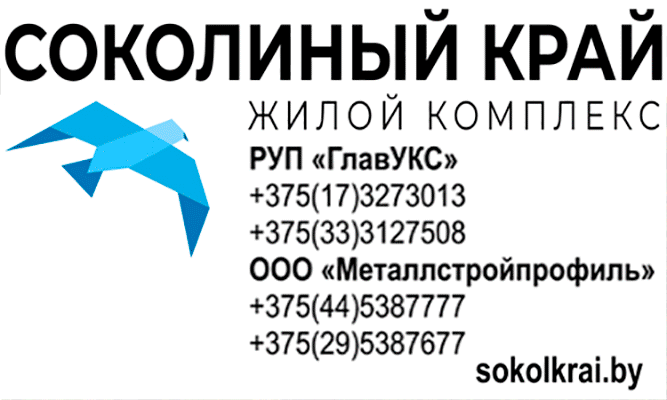 СОКОЛИНЫЙ КРАЙ
ЖИЛОЙ КОМПЛЕКС
РУП «ГлавУКС»
+375(17)3273013
+375(33)3127508
ООО «Металлстройпрофиль»
+375(44)5387777
+375(29)5387677
sokolkrai.by